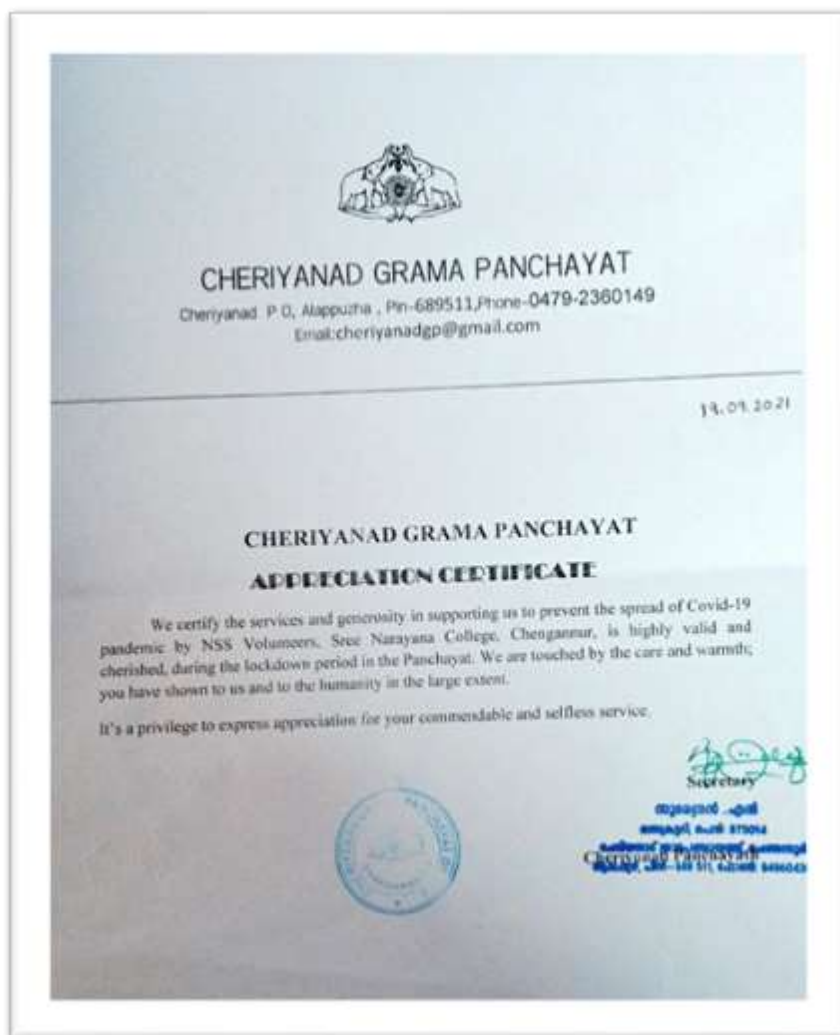 CHERIYANAD GRAMA PANCHAYAT
Cheriyanad P O, Alappuzha , Pin-689511,Phone-0479-2360149
Email:cheriyanadgp@gmail.com
.09.2021
CHERIYANAD GRAMA PANCHAYAT
APPRECIATION CERTIFICATE
We certify the services and generosity in supporting us to prevent the spread of Covid-19
pandemic by NSS Volunteers, Sree Narayana College, Chengannur, is highly valid and
cherished, during the lockdown period in the Panchayat. We are touched by the care and warmth;
you have shown to us and to the humanity in the large extent.
It's a privilege to express appreciation for your commendable and selfless service.
Secretary
Cheriyanad Panchayath